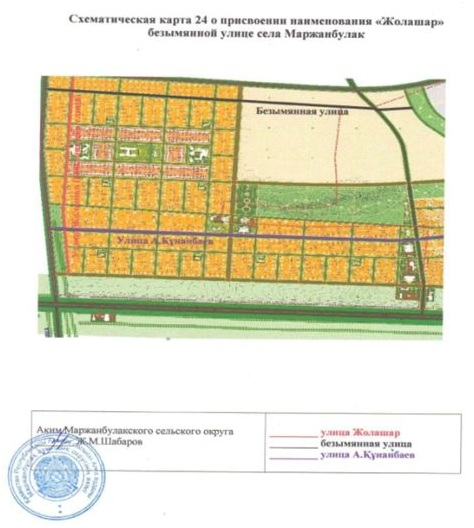 Схематическая карта 24 о присвоении наименования «Жолашар»
безымянной улице села Маржанбулак
Безымянная улица
Улица А.Құнанбаев
Аким Маржанбулакского сельского округа
Ж.М.Шабаров
улица Жолашар
безымянная улица
улица А.Құнанбаев